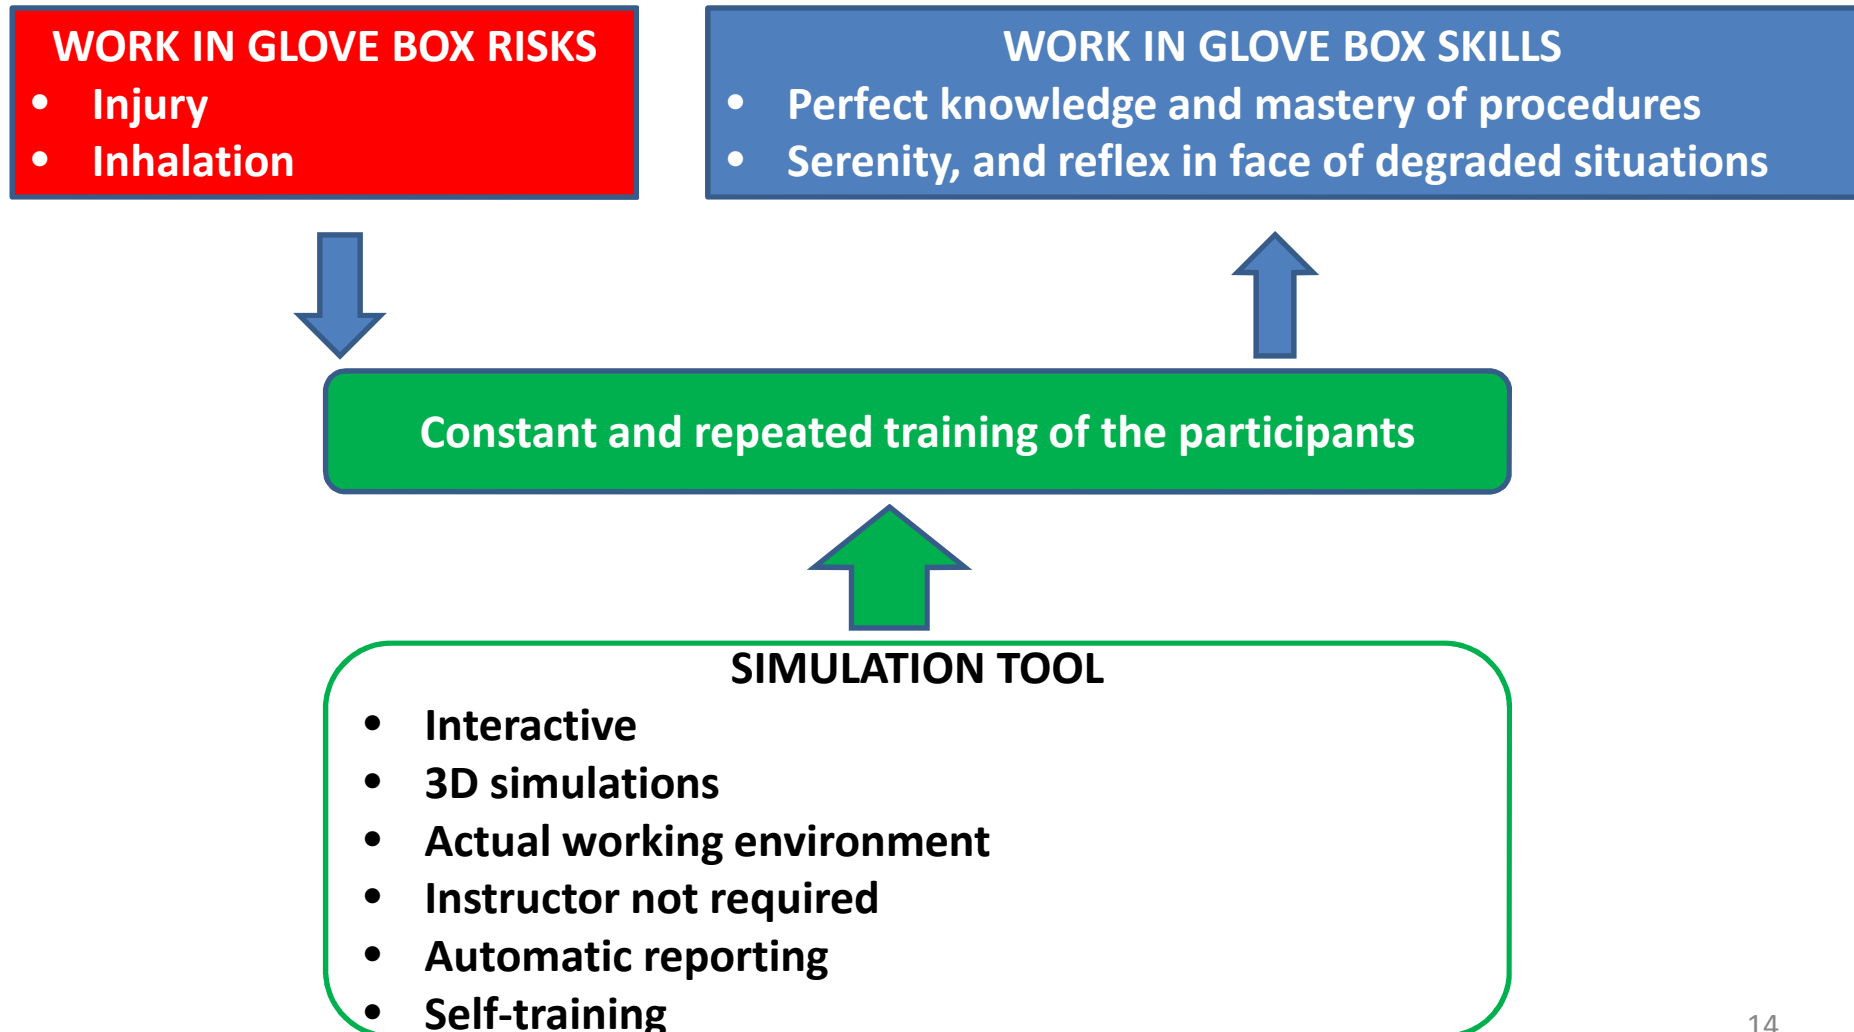 WORK IN GLOVE BOX RISKS
• Injury
• Inhalation
WORK IN GLOVE BOX SKILLS
• Perfect knowledge and mastery of procedures
• Serenity, and reflex in face of degraded situations
Constant and repeated training of the participants
SIMULATION TOOL
• Interactive
• 3D simulations
• Actual working environment
• Instructor not required
• Automatic reporting
• Self-training
14